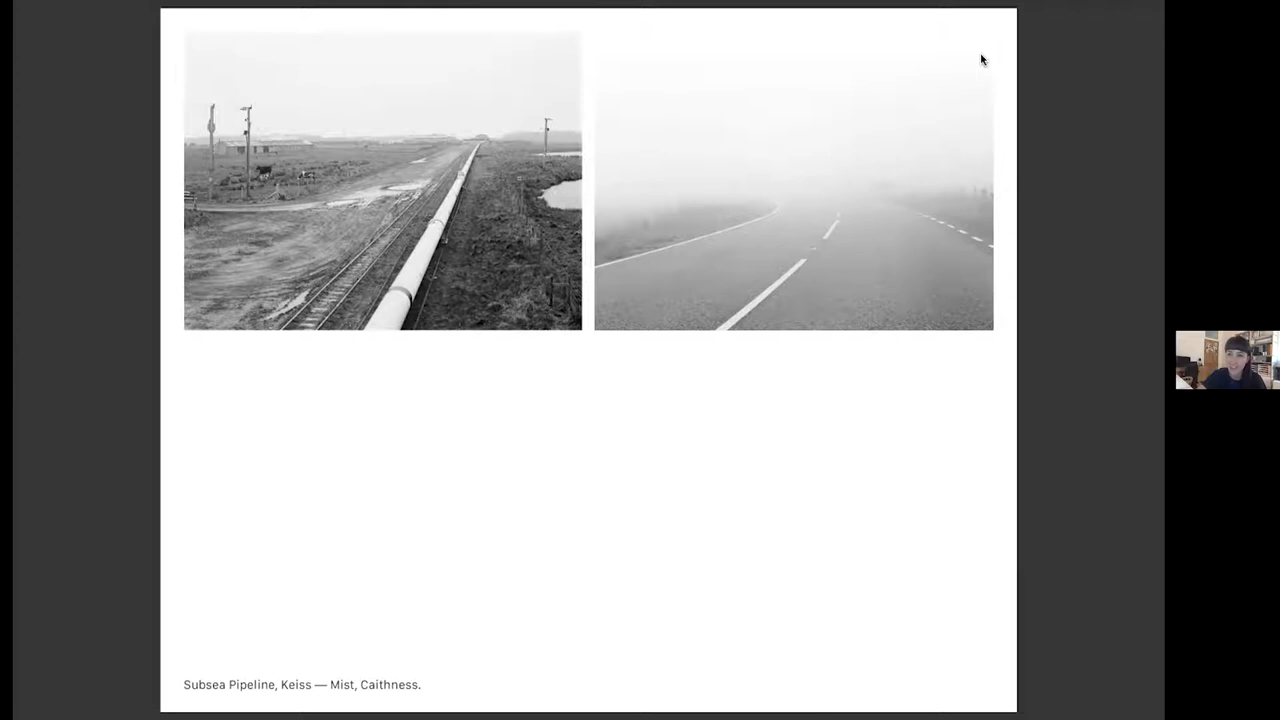 Subsea Pipeline, Keiss — Mist, Caithness.